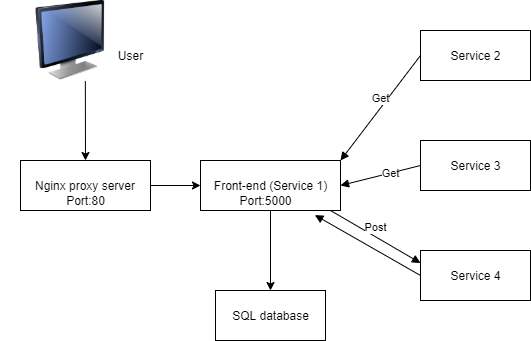 User
Service 2
Get
Service 3
Get
Nginx proxy server
Port:80
Front-end (Service 1)
Port:5000
Post
Service 4
SQL database